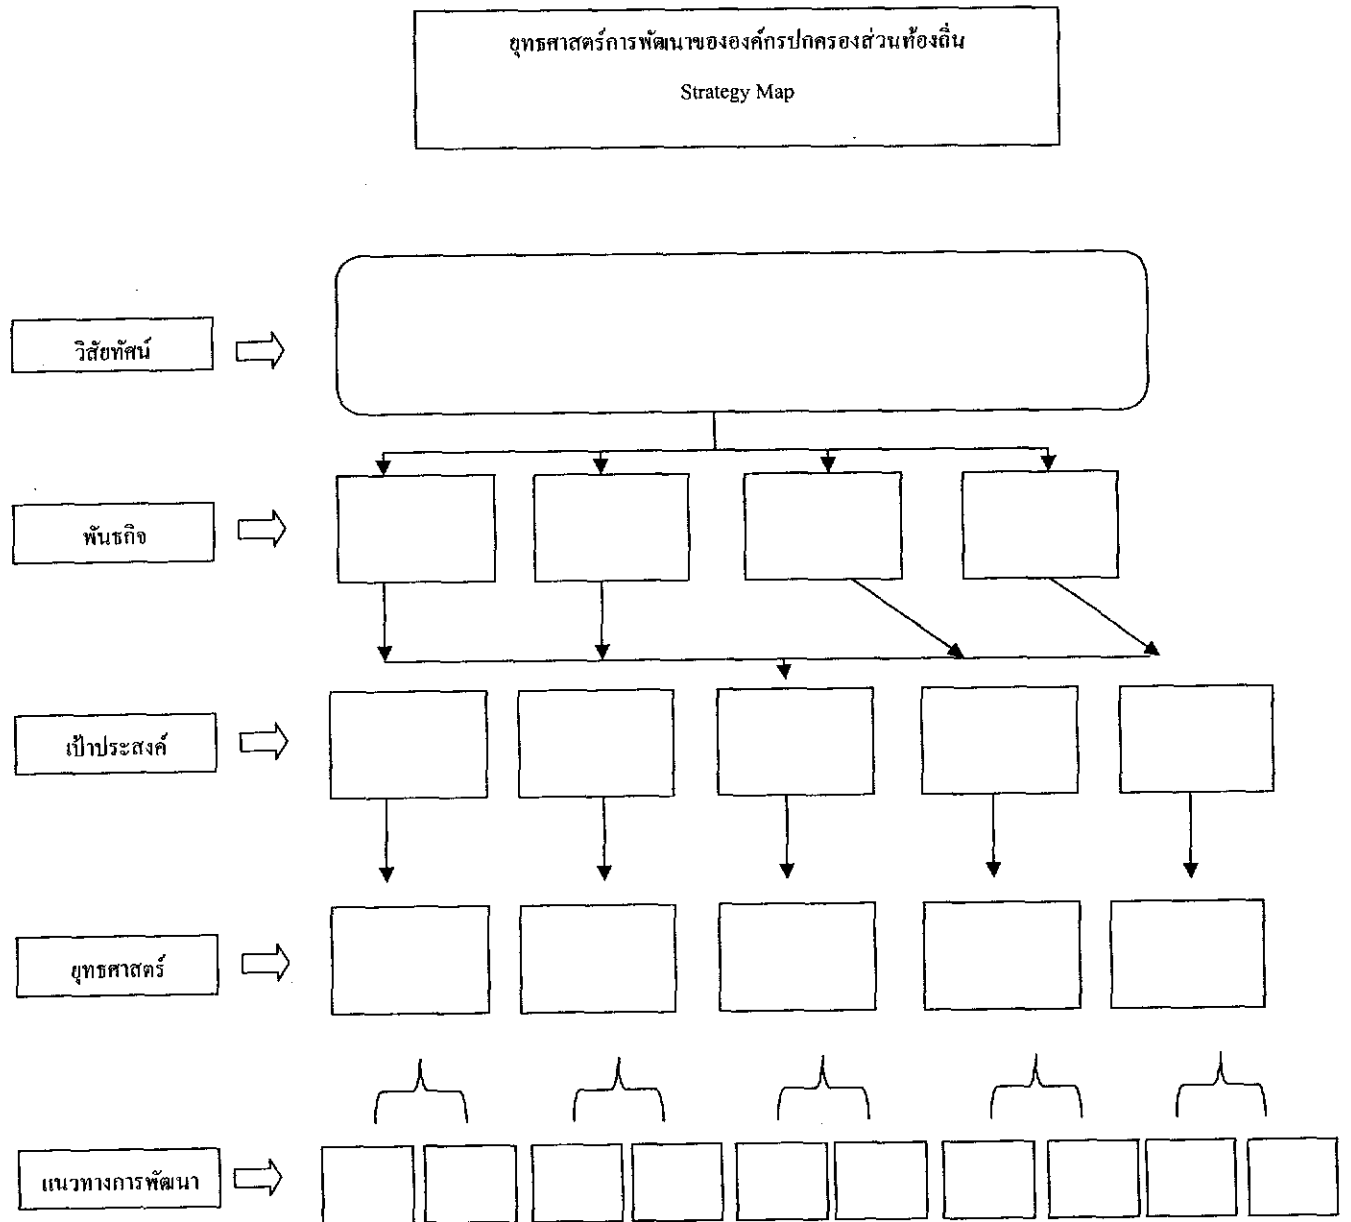 ยุทธศาสตร์การพัฒนาขององค์กรปกครองส่วนท้องถิ่น
Strategy Map
วิสัยทัศน์
พันธกิจ
เป้าประสงค์
ยุทธศาสตร์
แนวทางการพัฒนา